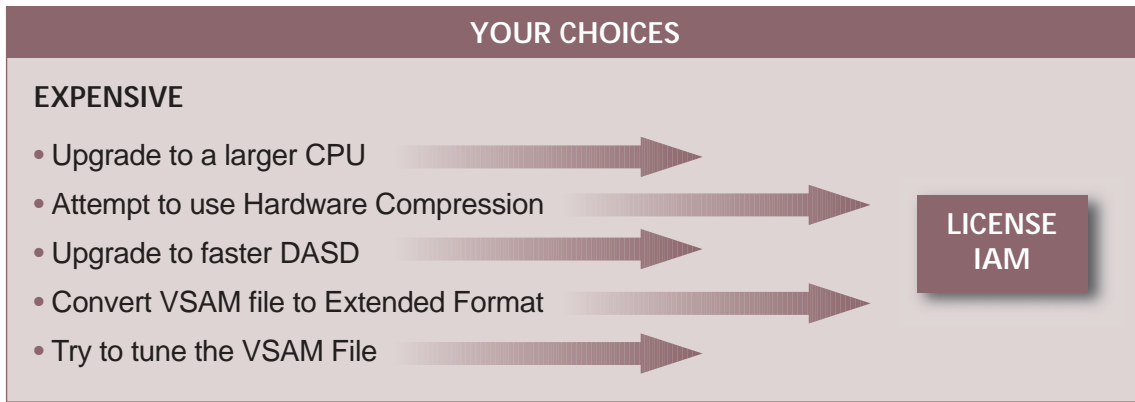 YOUR CHOICES
EXPENSIVE
• Upgrade to a larger CPU
• Attempt to use Hardware Compression
• Upgrade to faster DASD
• Convert VSAM file to Extended Format
• Try to tune the VSAM File
LICENSE
IAM